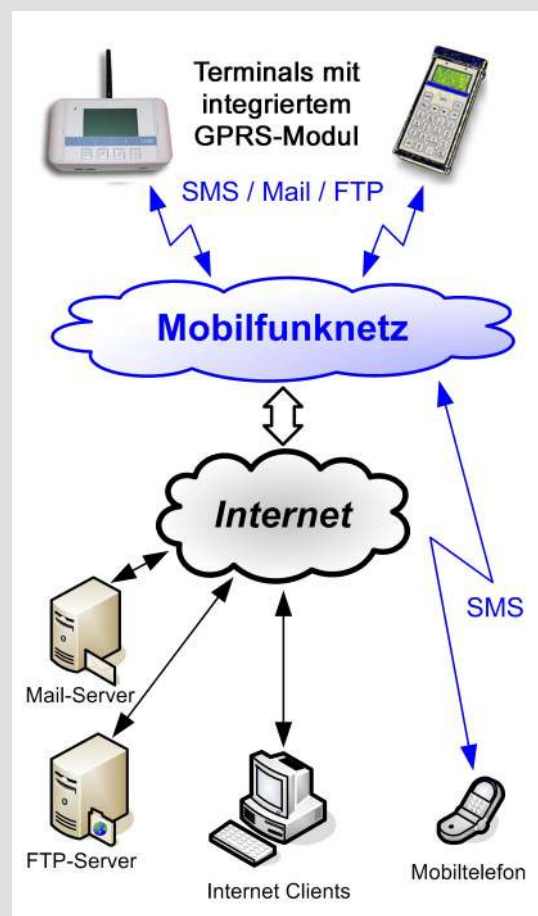 Terminals mit
integriertem
GPRS-Modul
SMS / Mail / FTP
Mobilfunknetz
Internet
SMS
Mail-Server
FTP-Server
Internet Clients
Mobiltelefon